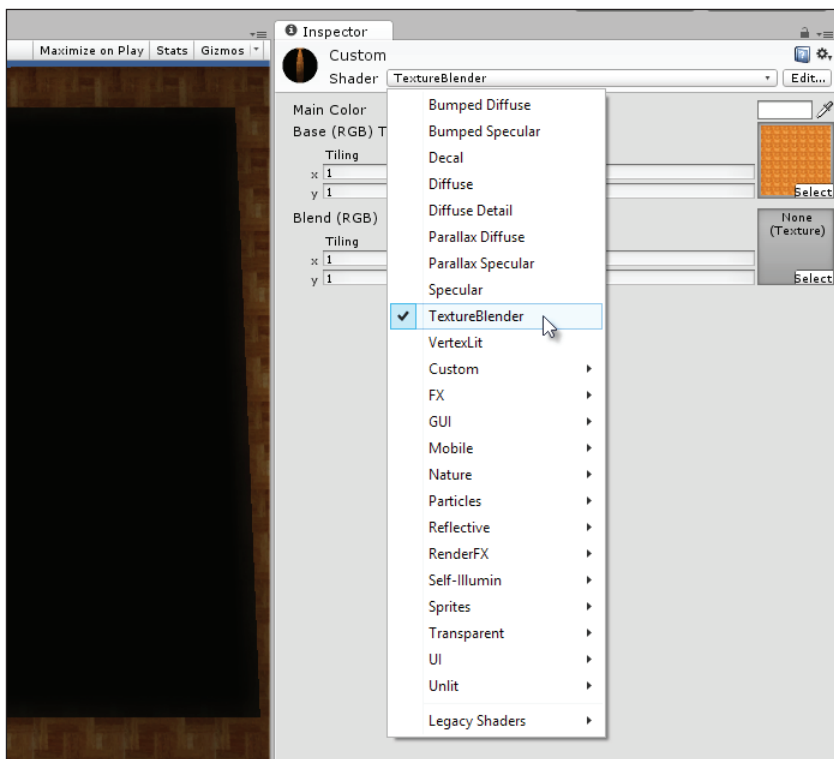 Inspector
Maximize on Play Stats Gizmos
Custom
Shader TextureBlender Edit...
Main Color
Base (RGB) T
Tiling
x 1
y 1
Select
Blend (RGB)
None
(Texture)
Tiling
x 1
y 1
Select
Bumped Diffuse
Bumped Specular
Decal
Diffuse
Diffuse Detail
Parallax Diffuse
Parallax Specular
Specular
TextureBlender
VertexLit
Custom
FX
GUI
Mobile
Nature
Particles
Reflective
RenderFX
Self-Illumin
Sprites
Transparent
UI
Unlit
Legacy Shaders